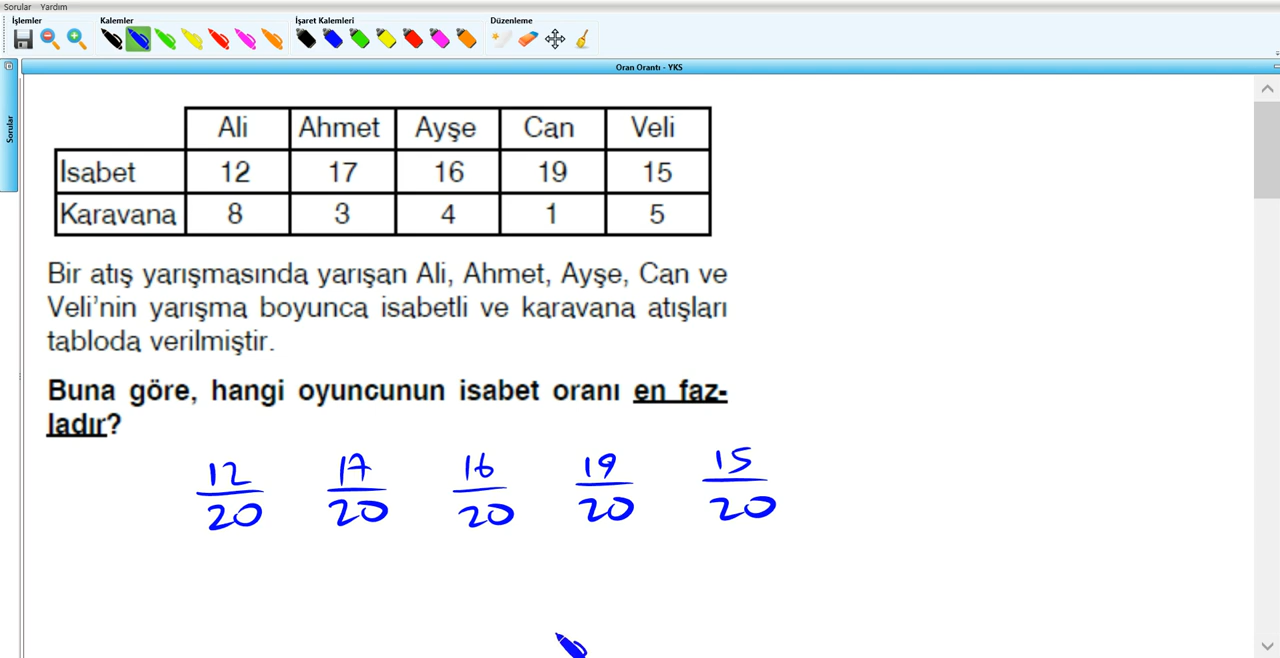 Sorular Yardım
İşlemler Kalemler İşaret Kalemleri Düzenleme
Oran Orantı - YKS
Sorular
Ali Ahmet Ayşe Can Veli
Isabet 12 17 16 19 15
Karavana 8 3 4 1 5
Bir atış yarışmasında yarışan Ali, Ahmet, Ayşe, Can ve
Veli'nin yarışma boyunca isabetli ve karavana atışları
tabloda verilmiştir.
Buna göre, hangi oyuncunun isabet oranı en faz-
ladır?
12 17 16 19 15
20 20 20 20 20